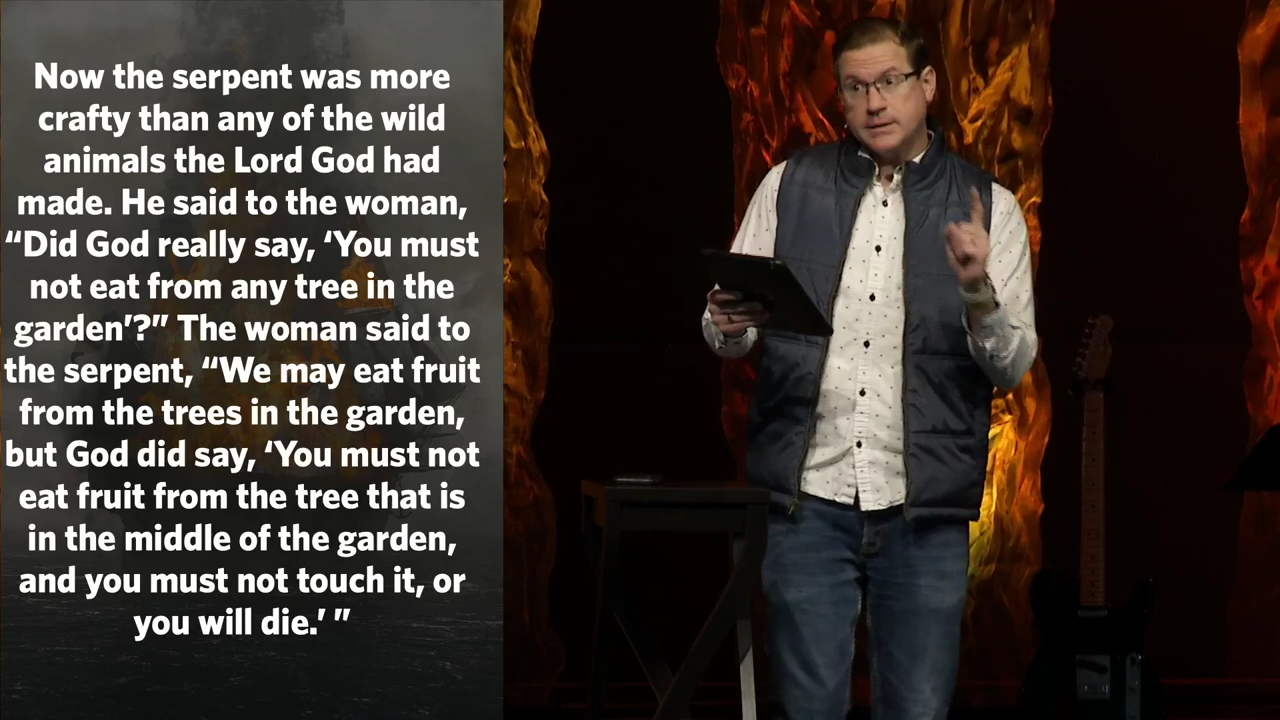 Now the serpent was more
crafty than any of the wild
animals the Lord God had
made. He said to the woman,
“Did God really say, ‘You must
not eat from any tree in the
garden’?” The woman said to
the serpent, “We may eat fruit
from the trees in the garden,
but God did say, ‘You must not
eat fruit from the tree that is
in the middle of the garden,
and you must not touch it, or
you will die.’ ”